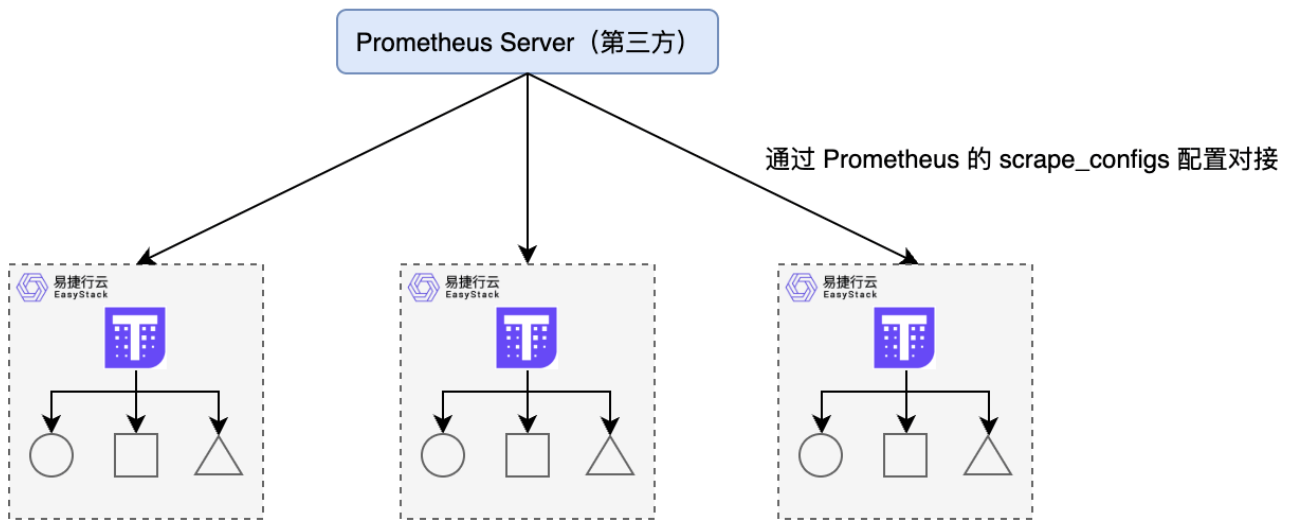 Prometheus Server（第三方）
通过 Prometheus 的 scrape_configs 配置对接
易捷行云
EasyStack
T
易捷行云
EasyStack
T
易捷行云
EasyStack
T